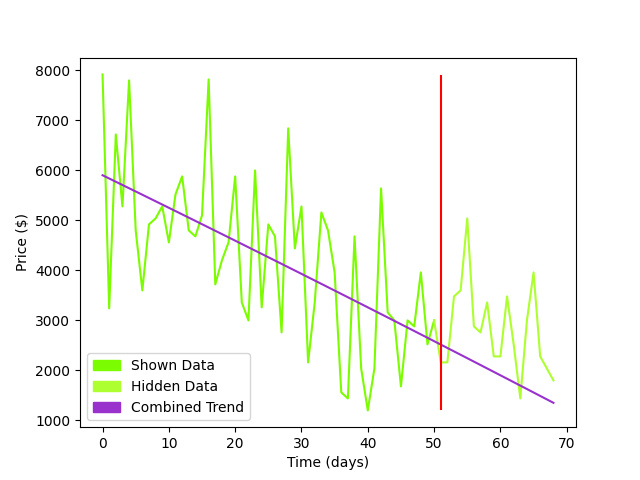 8000
7000
6000
5000
4000
3000
2000
1000
Price ($)
Shown Data
Hidden Data
Combined Trend
0 10 20 30 40 50 60 70
Time (days)